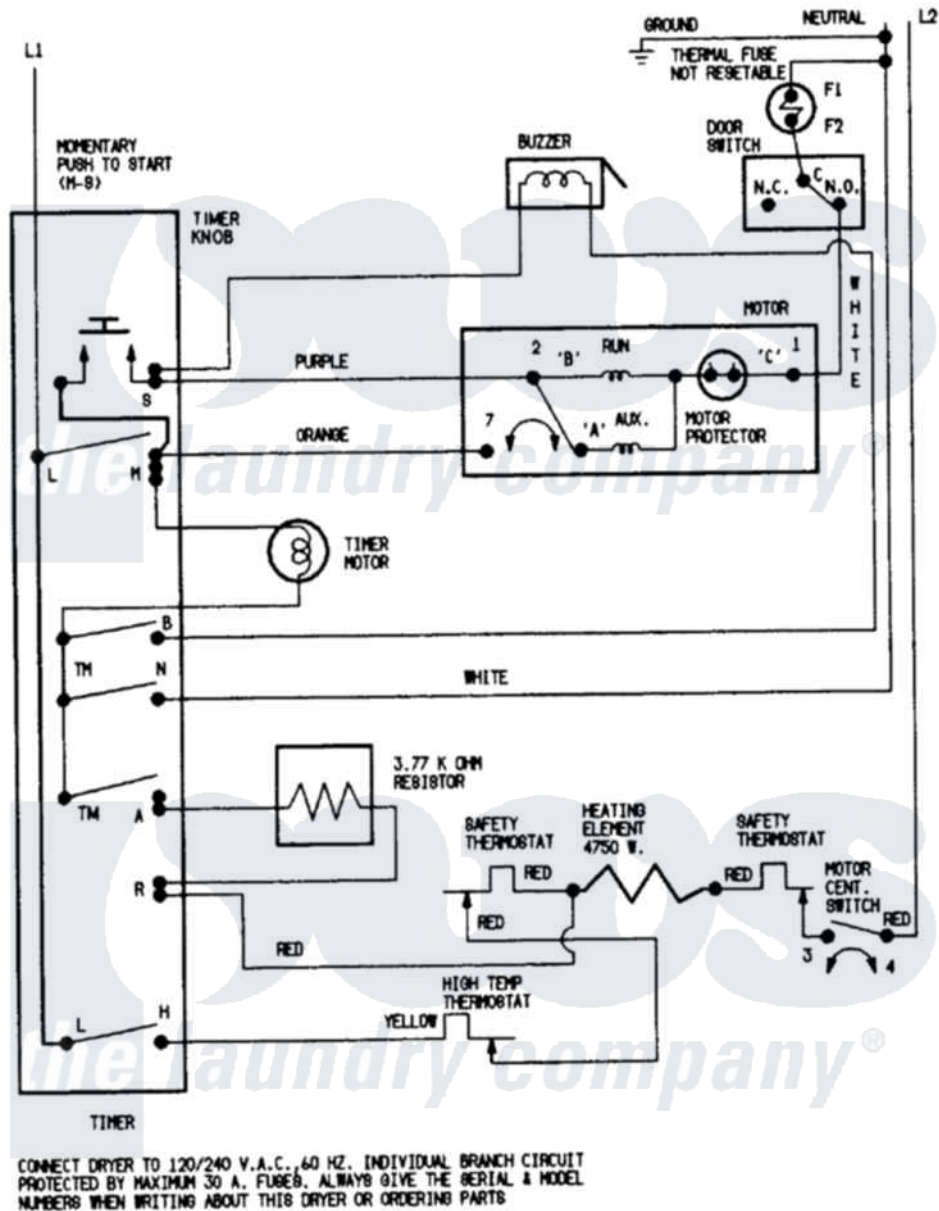 L1
GROUND
NEUTRAL
L2
THERMAL FUSE
NOT RESETABLE
F1
F2
DOOR
SWITCH
C
N.C.
N.O.
BUZZER
MOMENTARY
PUSH TO START
(M-S)
TIMER
KNOB
WHITE
MOTOR
2
'B'
RUN
'C'
1
PURPLE
S
7
'A'
AUX.
MOTOR
PROTECTOR
ORANGE
L
M
TIMER
MOTOR
B
TM
N
WHITE
3.77 K OHM
RESISTOR
TM
A
SAFETY
THERMOSTAT
HEATING
ELEMENT
4750 W.
SAFETY
THERMOSTAT
RED
RED
MOTOR
CENT.
SWITCH
R
RED
RED
RED
3
4
HIGH TEMP
THERMOSTAT
L
H
YELLOW
TIMER
the laundry company
the laundry company®
CONNECT DRYER TO 120/240 V.A.C.,60 HZ. INDIVIDUAL BRANCH CIRCUIT
PROTECTED BY MAXIMUM 30 A. FUSES. ALWAYS GIVE THE SERIAL & MODEL
NUMBERS WHEN WRITING ABOUT THIS DRYER OR ORDERING PARTS